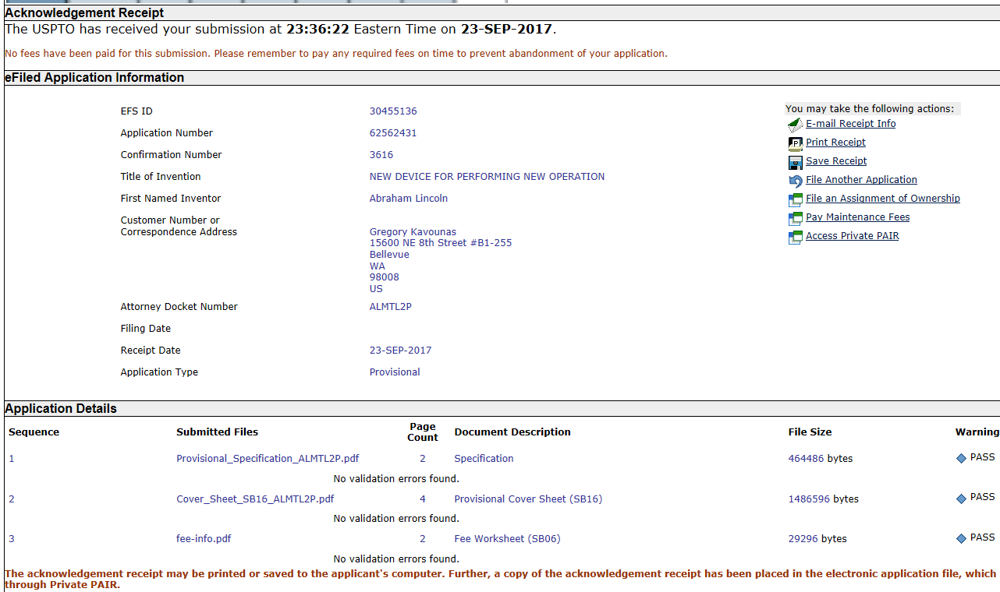 Acknowledgement Receipt
The USPTO has received your submission at 23:36:22 Eastern Time on 23-SEP-2017.
No fees have been paid for this submission. Please remember to pay any required fees on time to prevent abandonment of your application.
eFiled Application Information
EFS ID 30455136
Application Number 62562431
Confirmation Number 3616
Title of Invention NEW DEVICE FOR PERFORMING NEW OPERATION
First Named Inventor Abraham Lincoln
Customer Number or
Correspondence Address Gregory Kavounas
15600 NE 8th Street #B1-255
Bellevue
WA
98008
US
Attorney Docket Number ALMTL2P
Filing Date
Receipt Date 23-SEP-2017
Application Type Provisional
You may take the following actions:
E-mail Receipt Info
Print Receipt
Save Receipt
File Another Application
File an Assignment of Ownership
Pay Maintenance Fees
Access Private PAIR
Application Details
Sequence Submitted Files Page Count Document Description File Size Warning
1 Provisional_Specification_ALMTL2P.pdf 2 Specification 464486 bytes PASS
No validation errors found.
2 Cover_Sheet_SB16_ALMTL2P.pdf 4 Provisional Cover Sheet (SB16) 1486596 bytes PASS
No validation errors found.
3 fee-info.pdf 2 Fee Worksheet (SB06) 29296 bytes PASS
No validation errors found.
The acknowledgement receipt may be printed or saved to the applicant's computer. Further, a copy of the acknowledgement receipt has been placed in the electronic application file, which
through Private PAIR.